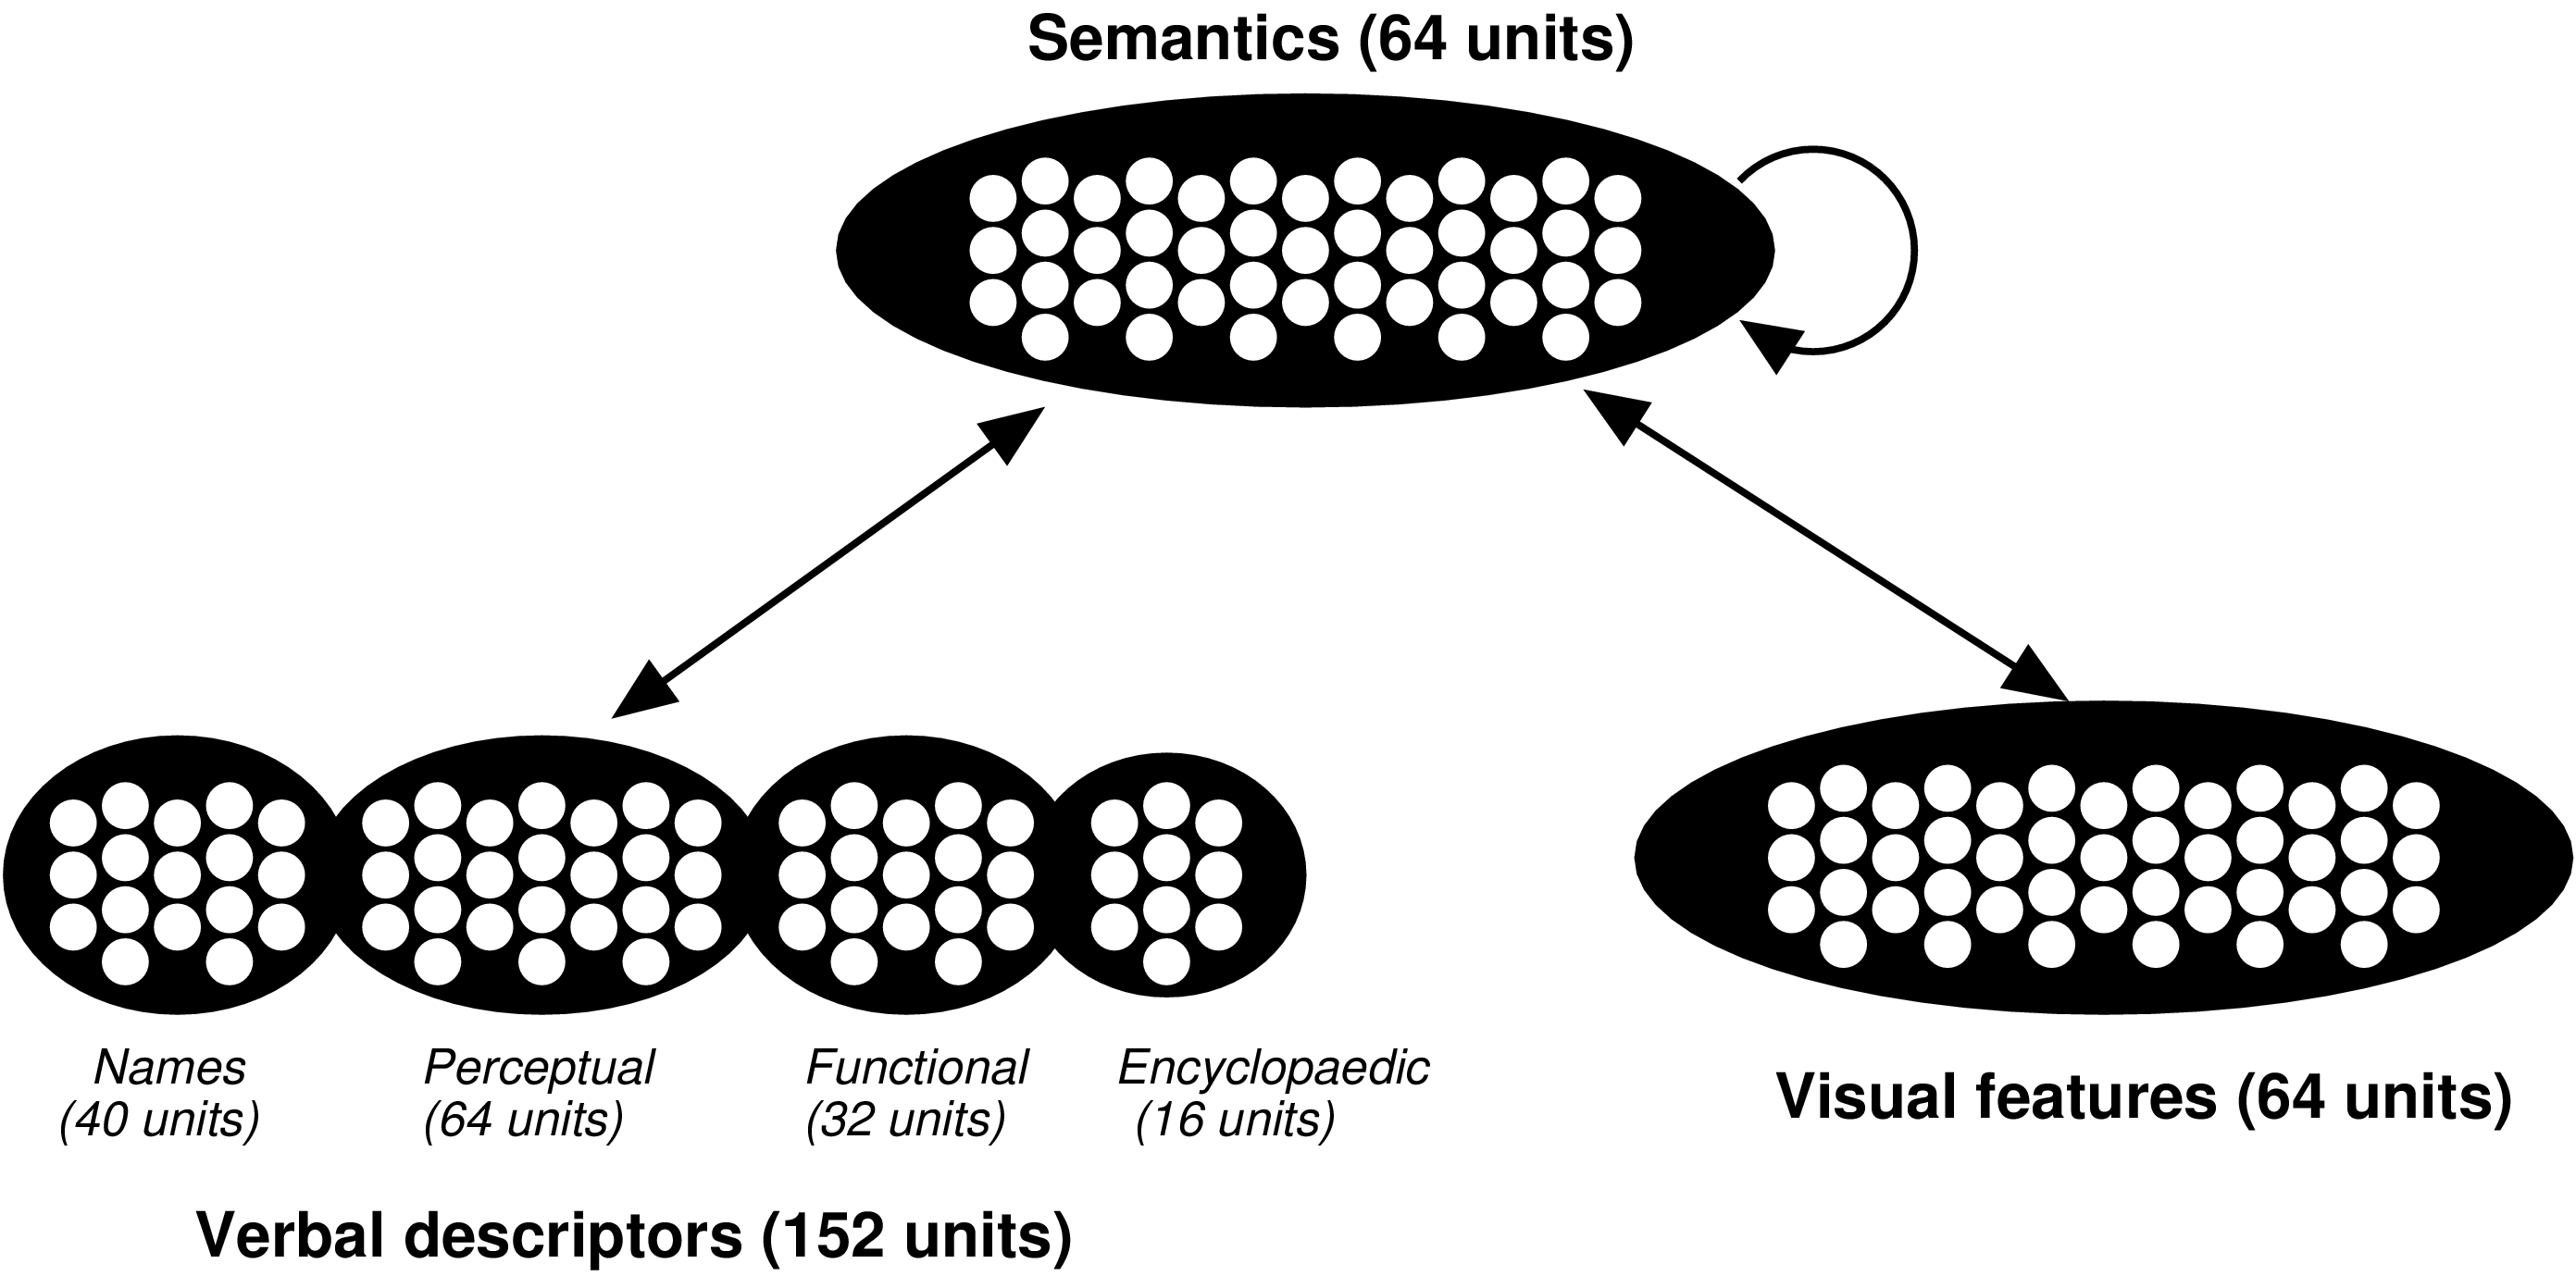 Semantics (64 units)
Names
(40 units)
Perceptual
(64 units)
Functional
(32 units)
Encyclopaedic
(16 units)
Visual features (64 units)
Verbal descriptors (152 units)